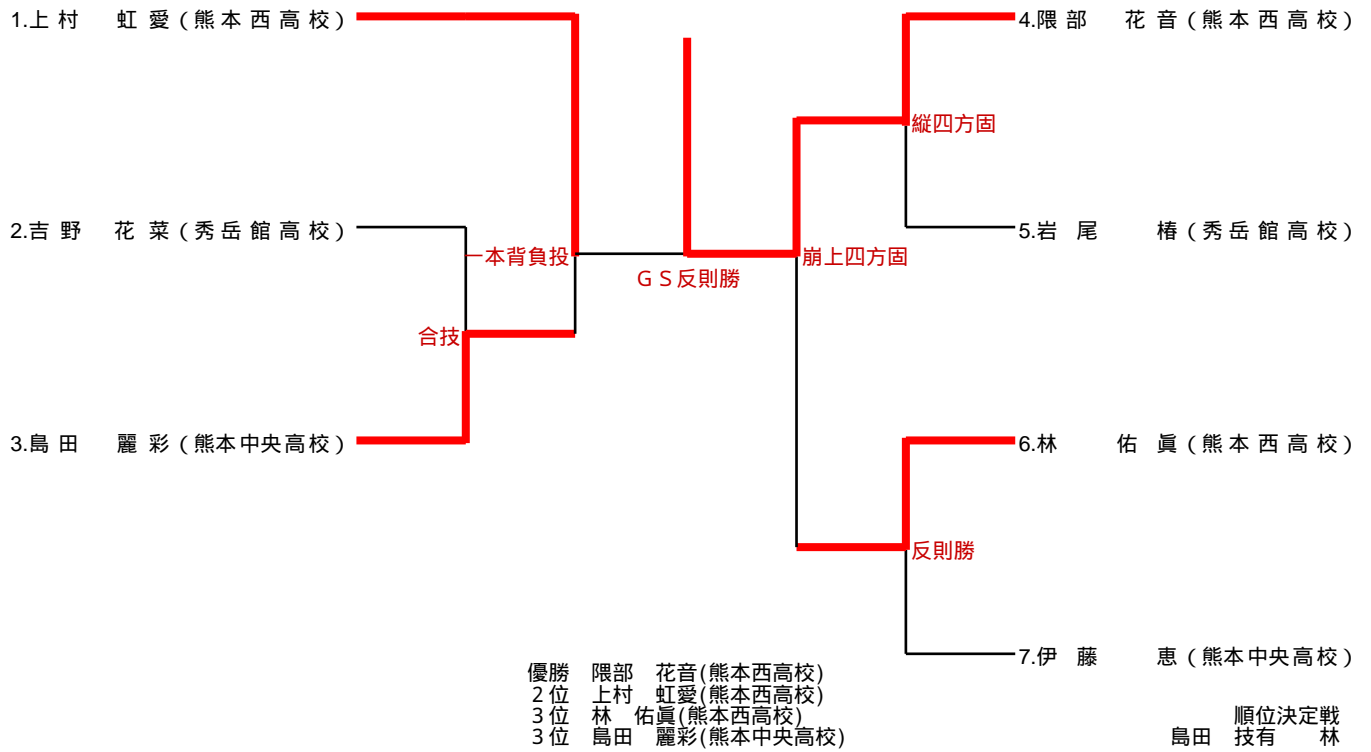 1.上村 虹愛(熊本西高校)
2.吉野 花菜(秀岳館高校)
3.島田 麗彩(熊本中央高校)
一本背負投
合技
GS反則勝
崩上四方固
縦四方固
反則勝
4.隈部 花音(熊本西高校)
5.岩尾 椿(秀岳館高校)
6.林 佑眞(熊本西高校)
7.伊藤 恵(熊本中央高校)
優勝 隈部 花音(熊本西高校)
2位 上村 虹愛(熊本西高校)
3位 林 佑眞(熊本西高校)
3位 島田 麗彩(熊本中央高校)
順位決定戦
島田 技有 林